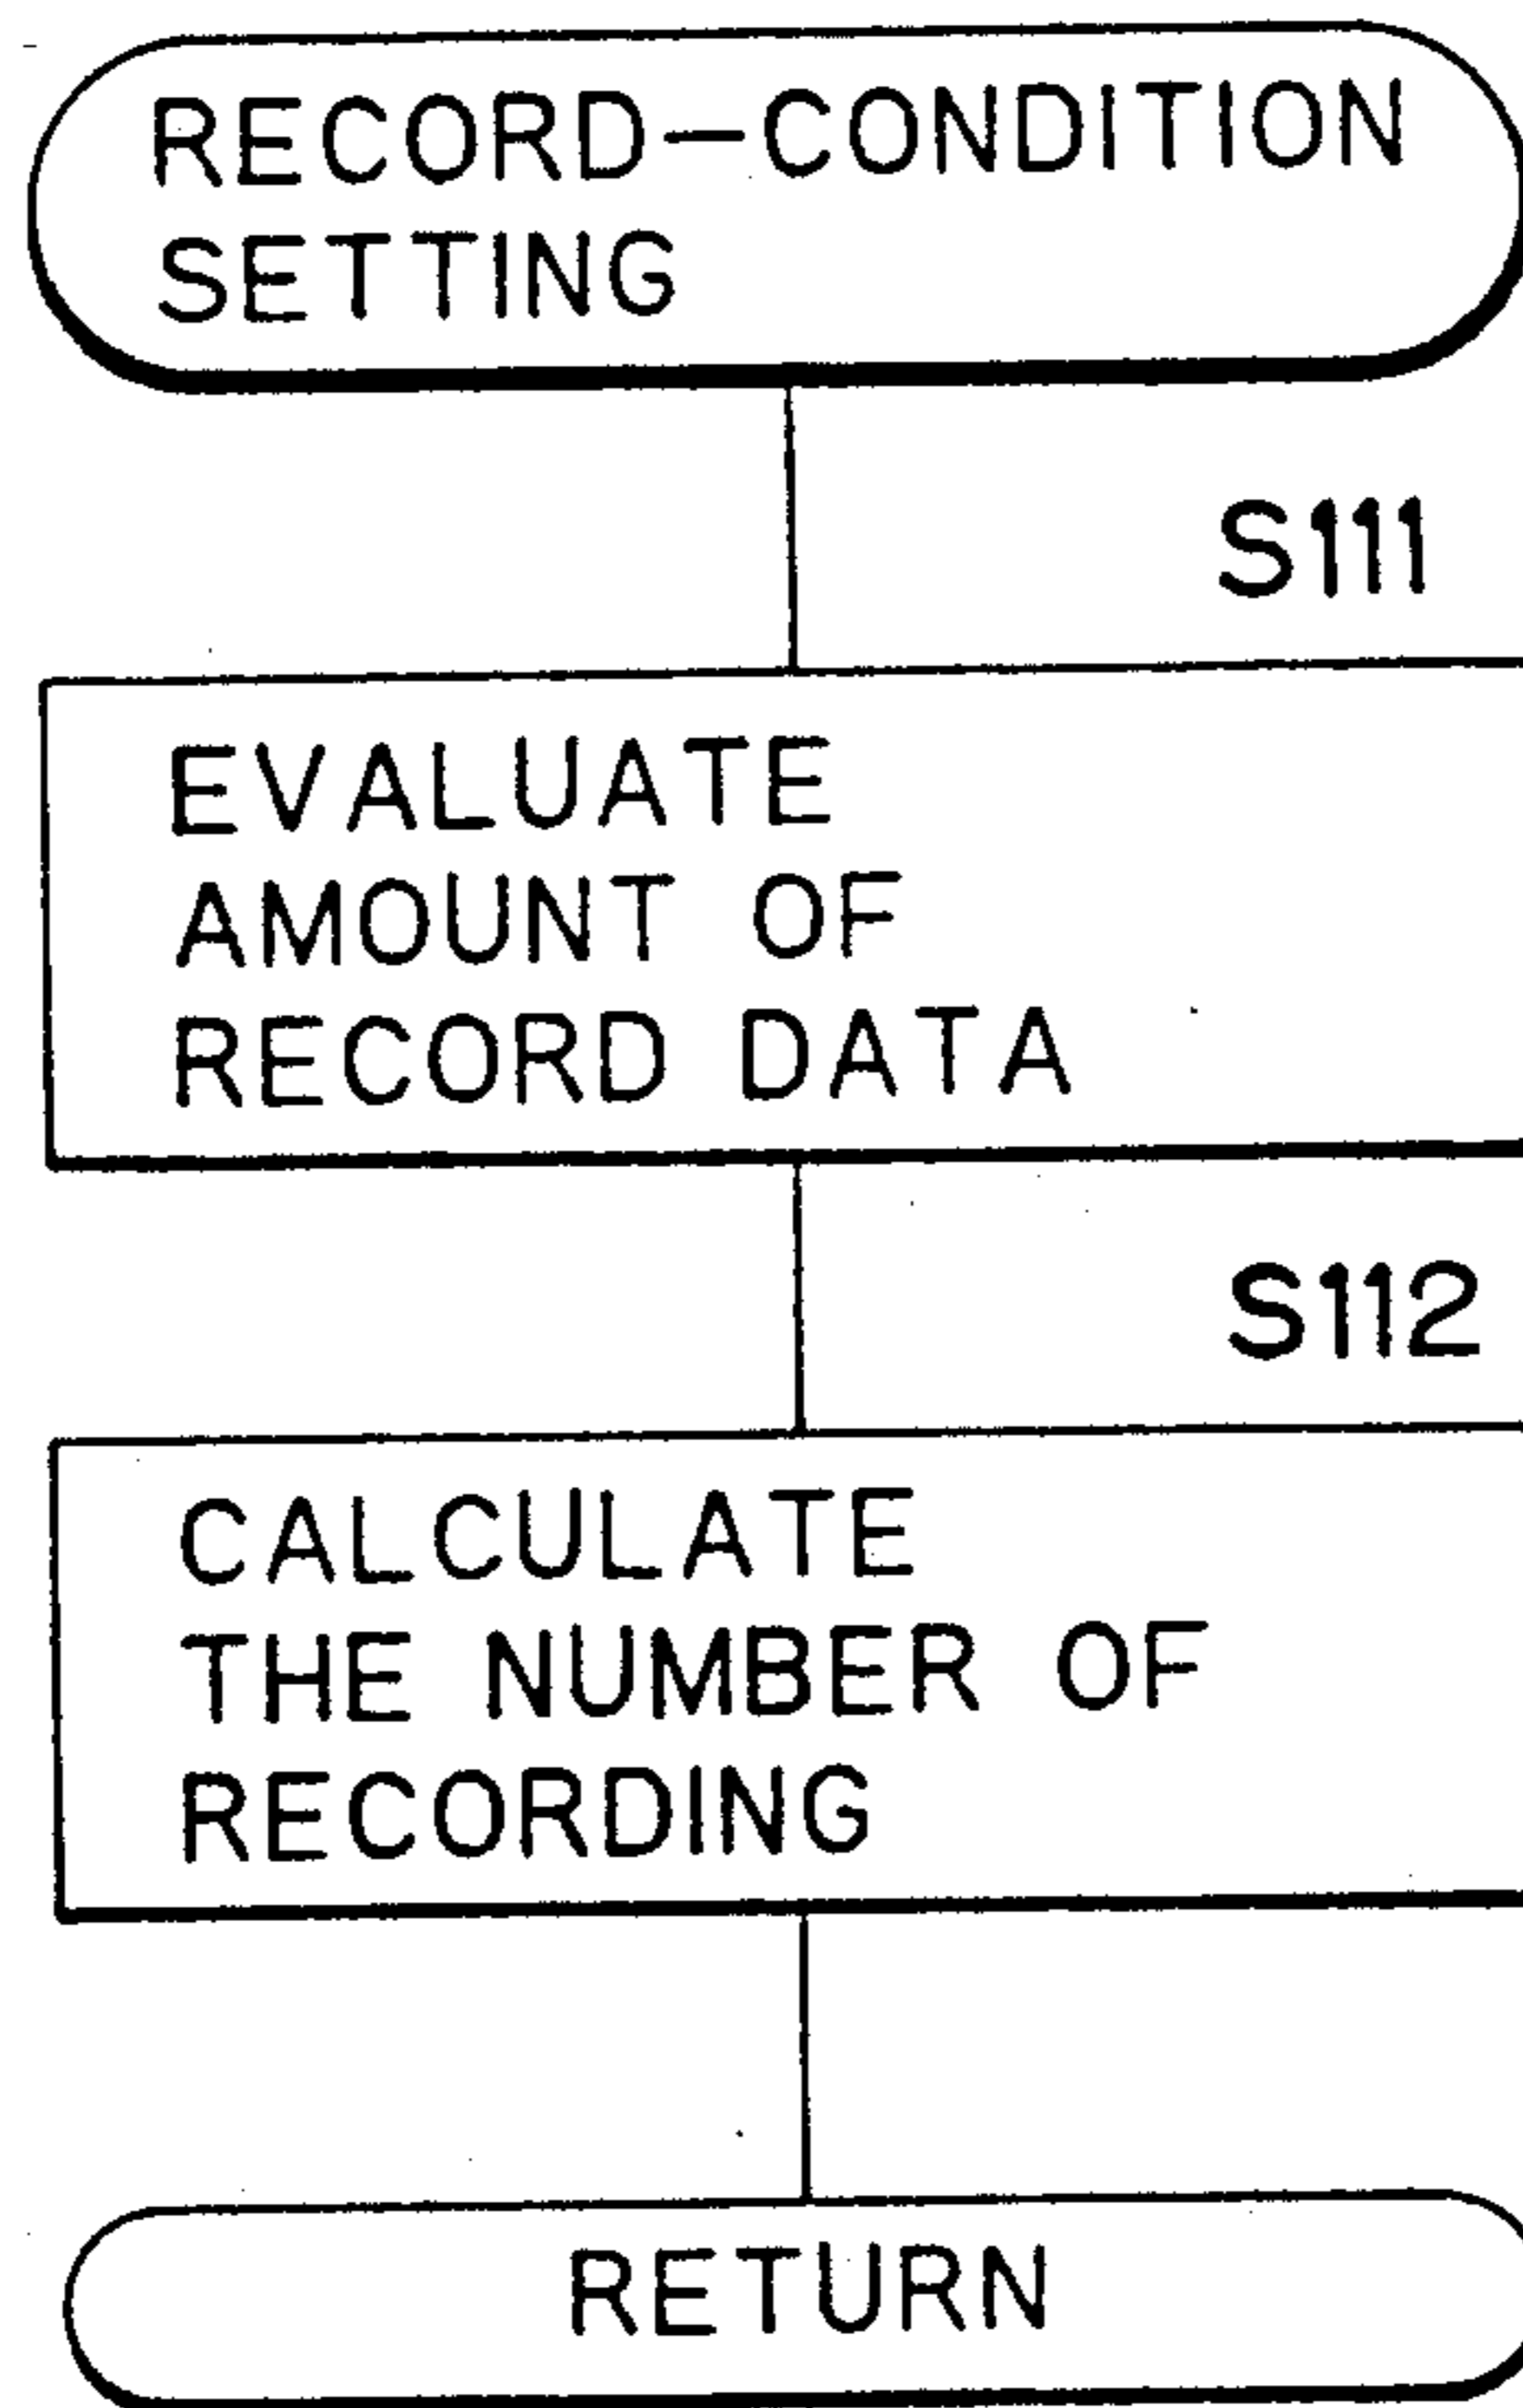 RECORD-CONDITION
SETTING
S111
EVALUATE
AMOUNT OF
RECORD DATA
S112
CALCULATE
THE NUMBER OF
RECORDING
RETURN